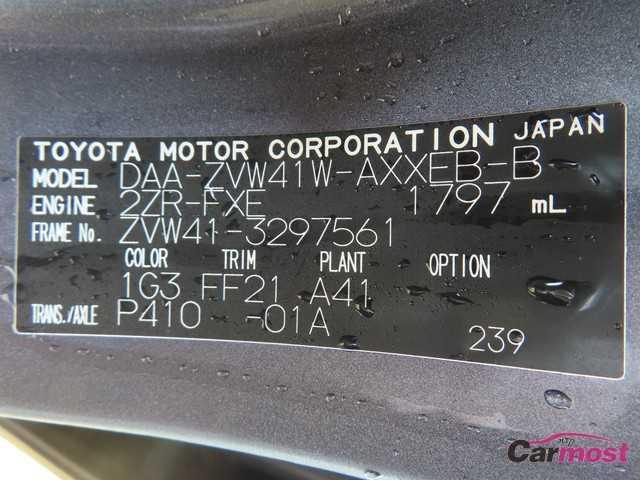 TOYOTA MOTOR CORPORATION JAPAN
MODEL DAA-ZVW41W-AXXEB-B
ENGINE 2ZR-FXE 1797 mL
FRAME No. ZVW41-3297561
COLOR TRIM PLANT OPTION
1G3 FF21 A41
TRANS./AXLE P410 -01A
239
Carmost